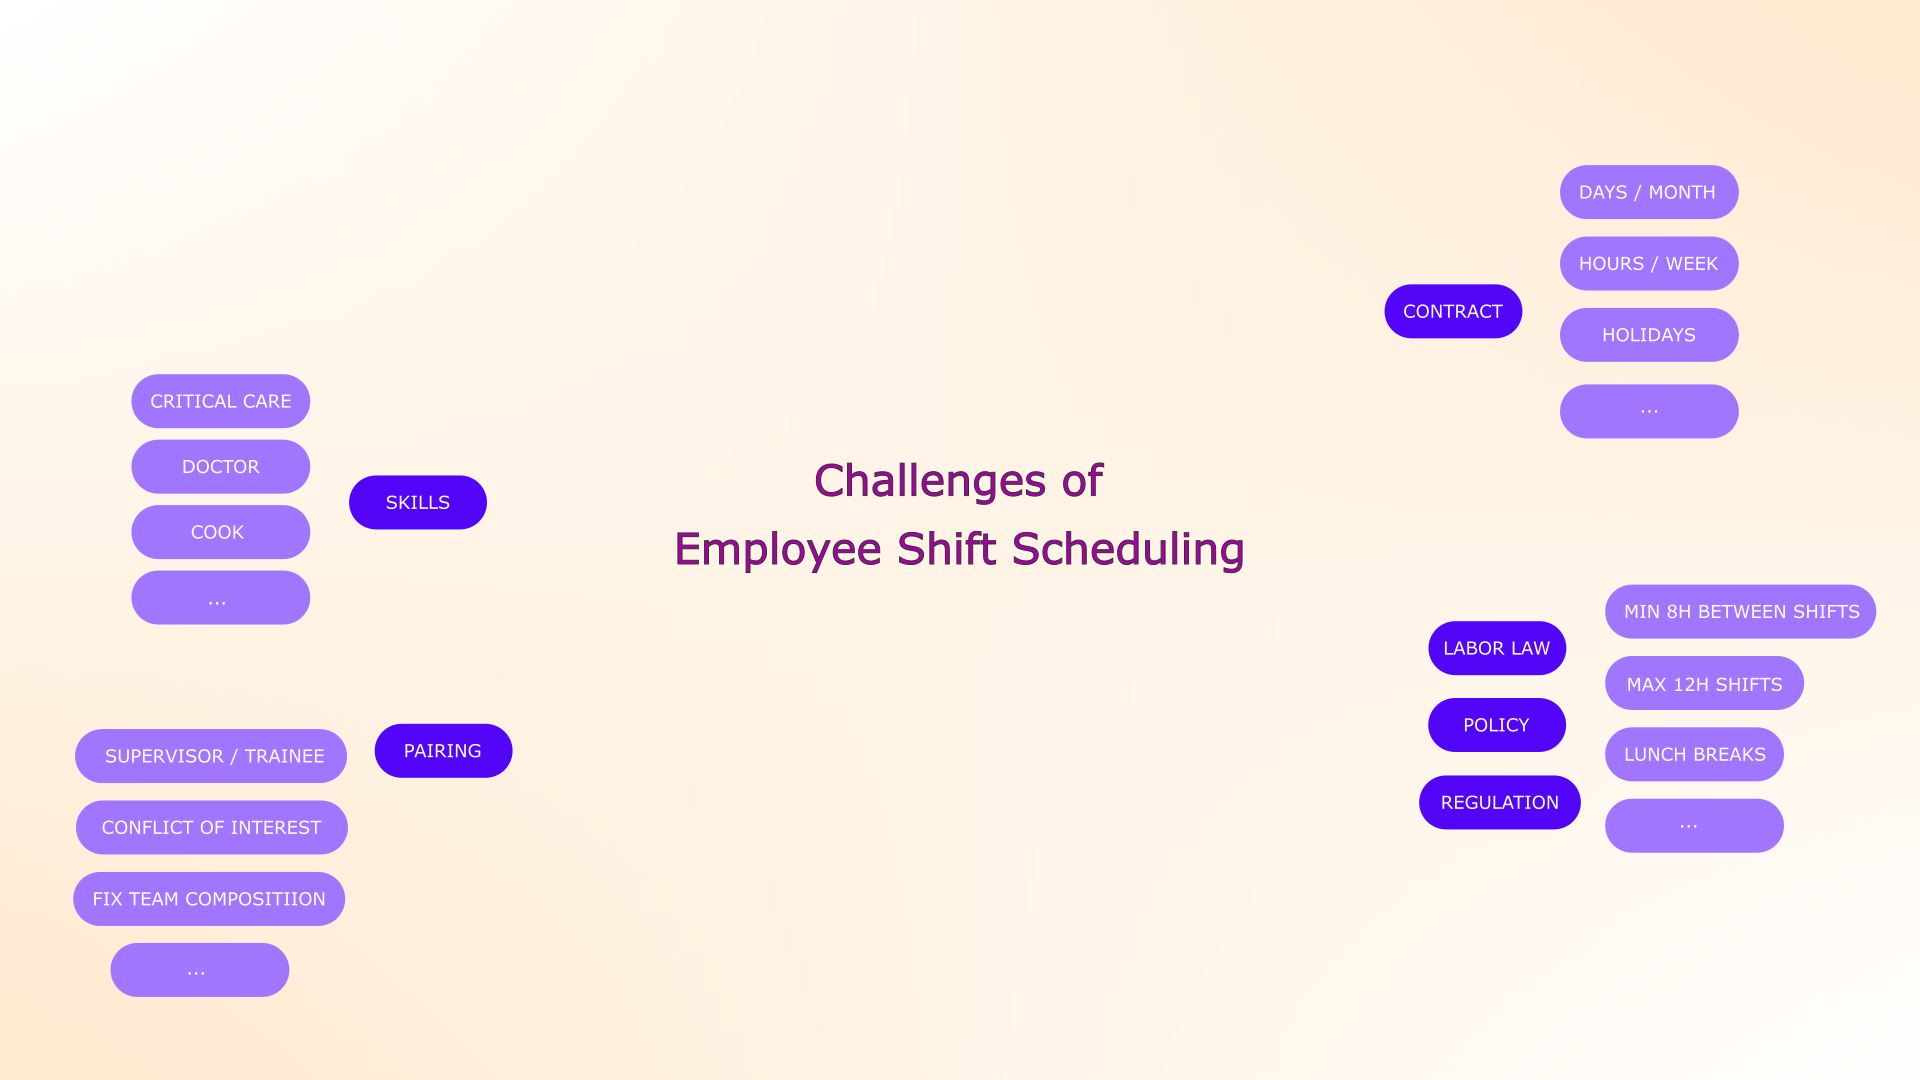 Challenges of
Employee Shift Scheduling
SKILLS
CRITICAL CARE
DOCTOR
COOK
...
PAIRING
SUPERVISOR / TRAINEE
CONFLICT OF INTEREST
FIX TEAM COMPOSITIION
...
CONTRACT
DAYS / MONTH
HOURS / WEEK
HOLIDAYS
...
LABOR LAW
POLICY
REGULATION
MIN 8H BETWEEN SHIFTS
MAX 12H SHIFTS
LUNCH BREAKS
...